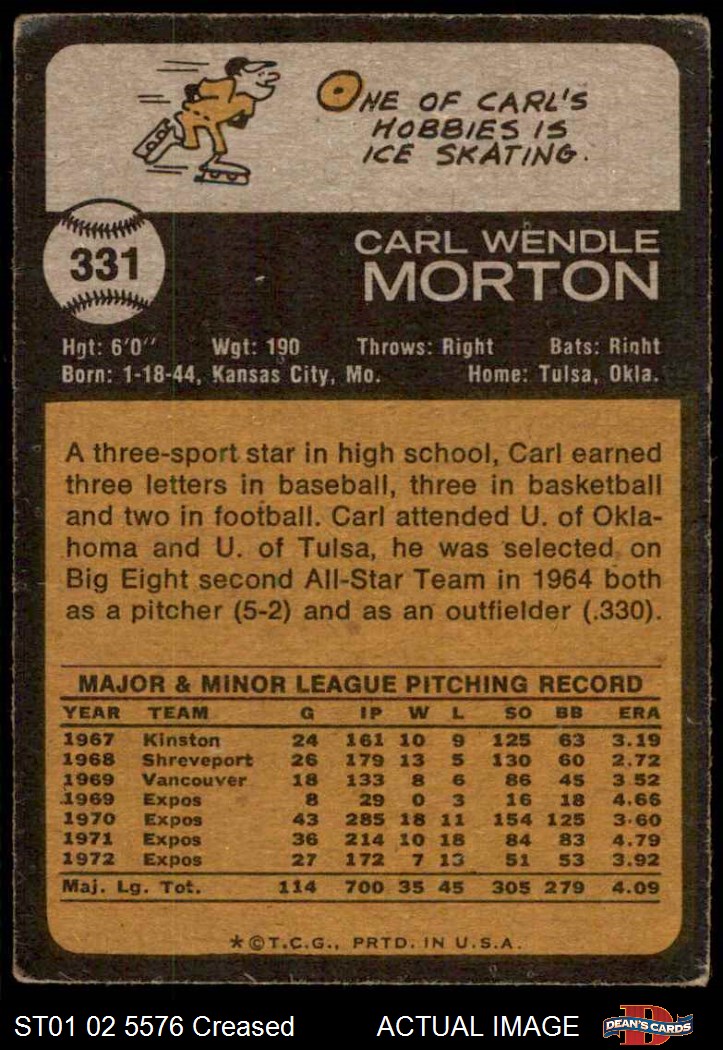 ONE OF CARL'S
HOBBIES IS
ICE SKATING.
331
CARL WENDLE
MORTON
Hgt: 6'0" Wgt: 190 Throws: Right Bats: Right
Born: 1-18-44, Kansas City, Mo. Home: Tulsa, Okla.
A three-sport star in high school, Carl earned
three letters in baseball, three in basketball
and two in football. Carl attended U. of Okla-
homa and U. of Tulsa, he was selected on
Big Eight second All-Star Team in 1964 both
as a pitcher (5-2) and as an outfielder (.330).
MAJOR & MINOR LEAGUE PITCHING RECORD
YEAR TEAM G IP W L SO BB ERA
1967 Kinston 24 161 10 9 125 63 3.19
1968 Shreveport 26 179 13 5 130 60 2.72
1969 Vancouver 18 133 8 6 86 45 3.52
1969 Expos 8 29 0 3 16 18 4.66
1970 Expos 43 285 18 11 154 125 3.60
1971 Expos 36 214 10 18 84 83 4.79
1972 Expos 27 172 7 13 51 53 3.92
Maj. Lg. Tot. 114 700 35 45 305 279 4.09
*©T.C.G., PRTD. IN U.S.A.
ST01 02 5576 Creased ACTUAL IMAGE DEAN'S CARDS